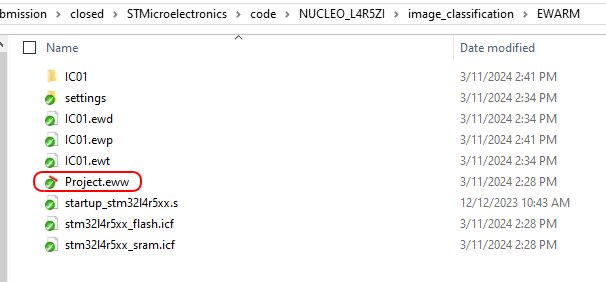 bmission > closed > STMicroelectronics > code > NUCLEO_L4R5ZI > image_classification > EWARM
Name Date modified
IC01 3/11/2024 2:41 PM
settings 3/11/2024 2:34 PM
IC01.ewd 3/11/2024 2:34 PM
IC01.ewp 3/11/2024 2:41 PM
IC01.ewt 3/11/2024 2:34 PM
Project.eww 3/11/2024 2:28 PM
startup_stm32l4r5xx.s 12/12/2023 10:43 AM
stm32l4r5xx_flash.icf 3/11/2024 2:28 PM
stm32l4r5xx_sram.icf 3/11/2024 2:28 PM